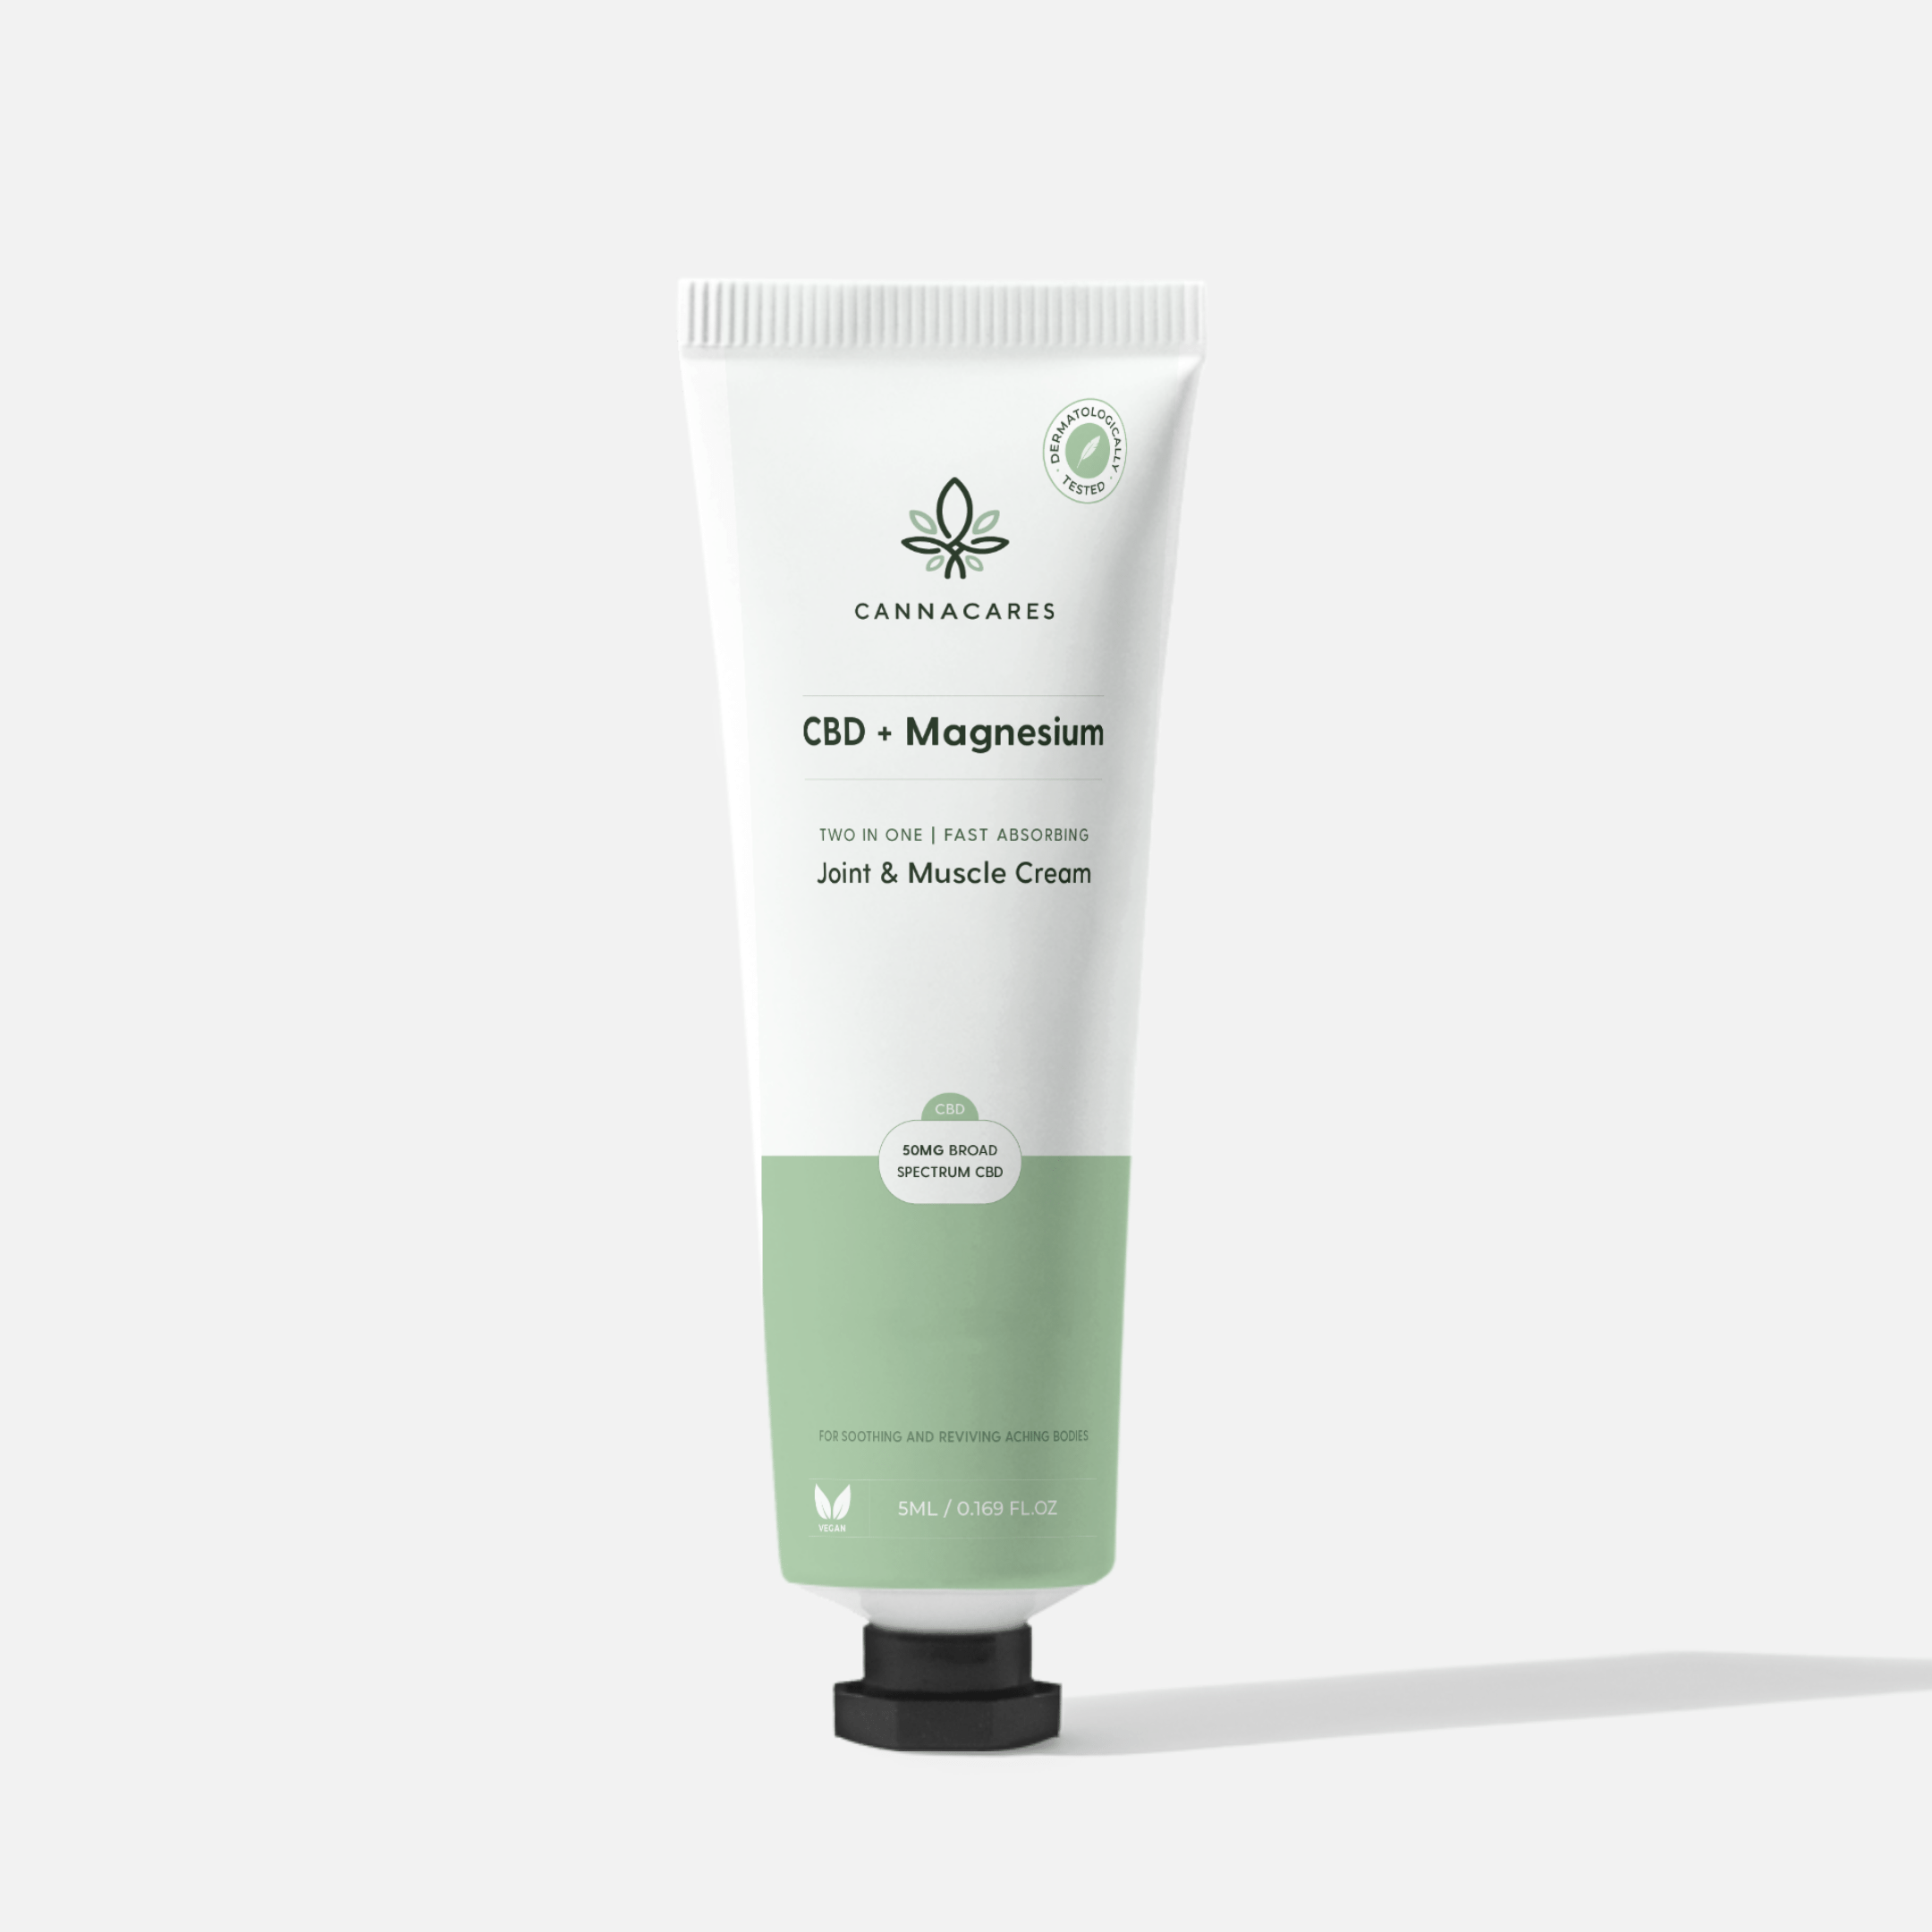 · DERMATOLOGICALLY ·
TESTED
CANNACARES
CBD + Magnesium
TWO IN ONE | FAST ABSORBING
Joint & Muscle Cream
CBD
50MG BROAD
SPECTRUM CBD
FOR SOOTHING AND REVIVING ACHING BODIES
VEGAN
5ML / 0.169 FL.OZ